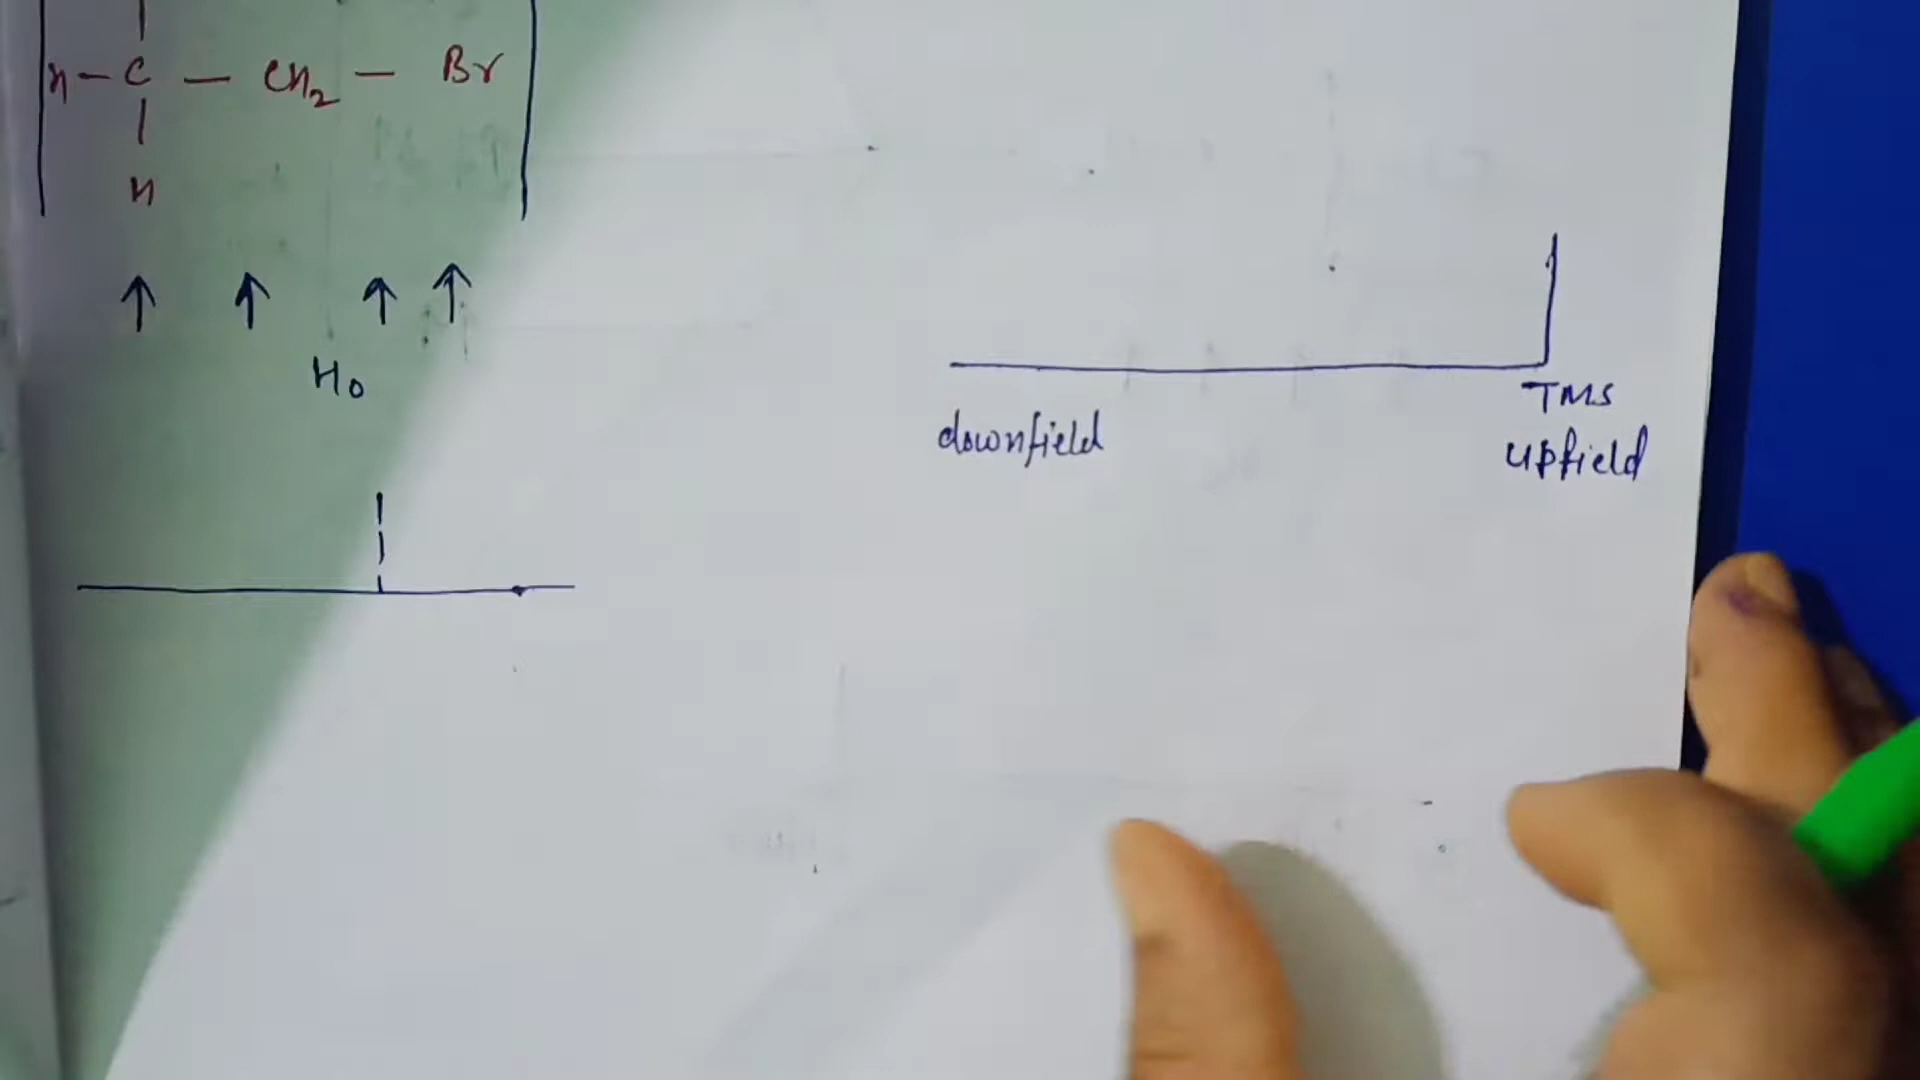 H - C - CH2 - Br
H
H0
TMS
downfield
upfield